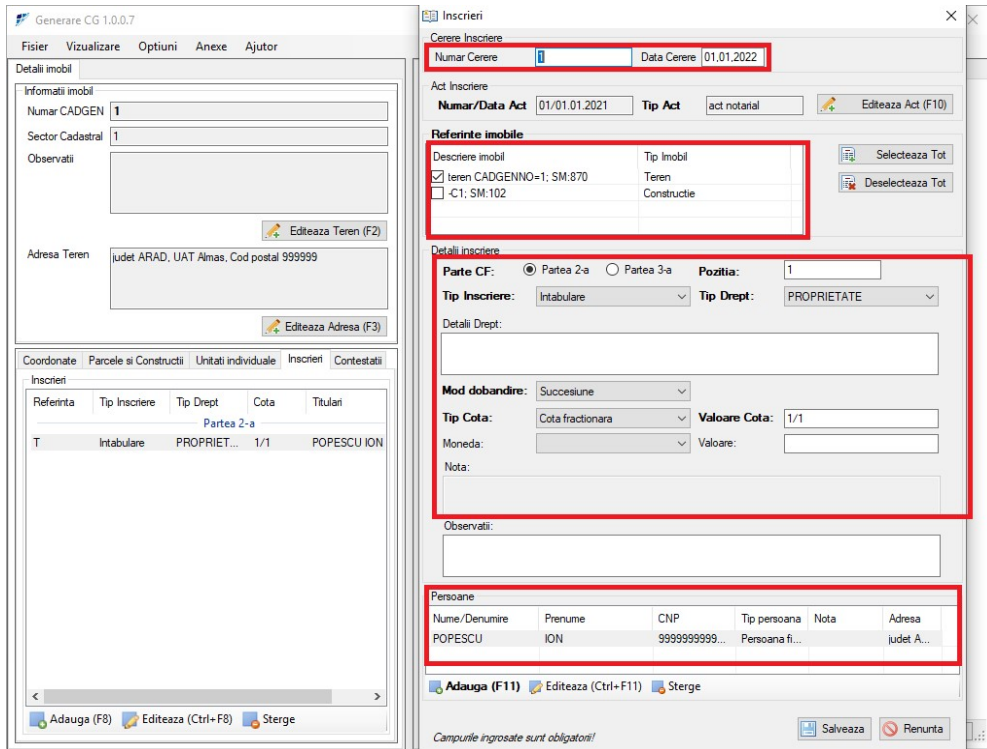 Generare CG 1.0.0.7
Fisier Vizualizare Optiuni Anexe Ajutor
Detalii imobil
Informatii imobil
Numar CADGEN 1
Sector Cadastral 1
Observatii
Editeaza Teren (F2)
Adresa Teren judet ARAD, UAT Almas, Cod postal 999999
Editeaza Adresa (F3)
Coordonate Parcele si Constructii Unitati individuale Inscrieri Contestatii
Inscrieri
Referinta Tip Inscriere Tip Drept Cota Titulari
Partea 2-a
T Intabulare PROPRIET... 1/1 POPESCU ION
Adauga (F8) Editeaza (Ctrl+F8) Sterge
Inscrieri
Cerere Inscriere
Numar Cerere 1 Data Cerere 01.01.2022
Act Inscriere
Numar/Data Act 01/01.01.2021 Tip Act act notarial Editeaza Act (F10)
Referinte imobile
Descriere imobil Tip Imobil
teren CADGENNO=1; SM:870 Teren
-C1; SM:102 Constructie
Selecteaza Tot
Deselecteaza Tot
Detalii inscriere
Parte CF: Partea 2-a Partea 3-a Pozitia: 1
Tip Inscriere: Intabulare Tip Drept: PROPRIETATE
Detalii Drept:
Mod dobandire: Succesiune
Tip Cota: Cota fractionara Valoare Cota: 1/1
Moneda: Valoare:
Nota:
Observatii:
Persoane
Nume/Denumire Prenume CNP Tip persoana Nota Adresa
POPESCU ION 9999999999... Persoana fi... judet A...
Adauga (F11) Editeaza (Ctrl+F11) Sterge
Campurile ingrosate sunt obligatorii!
Salveaza Renunta